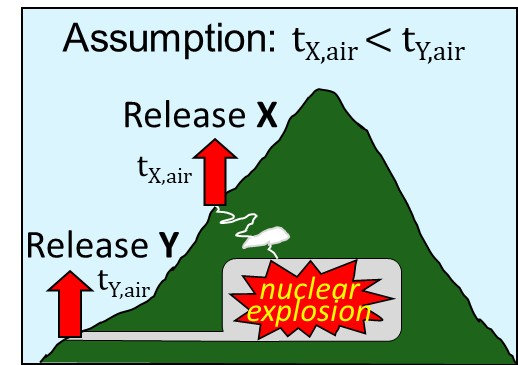 Assumption: tX,air < tY,air
Release X
tX,air
Release Y
tY,air
nuclear
explosion